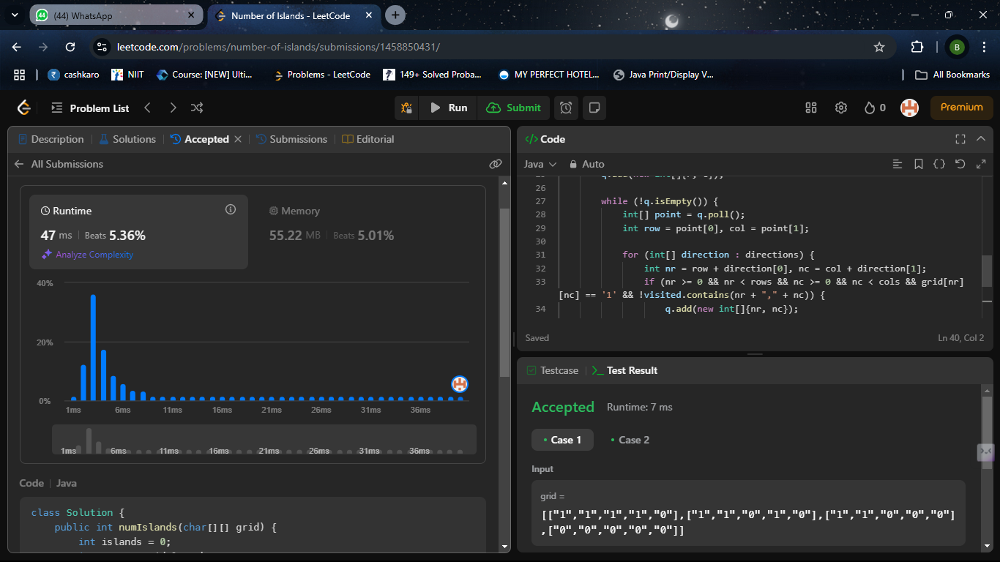 (44) WhatsApp
Number of Islands - LeetCode
leetcode.com/problems/number-of-islands/submissions/1458850431/
B
cashkaro
NIIT
Course: [NEW] Ulti...
Problems - LeetCode
149+ Solved Proba...
MY PERFECT HOTEL...
Java Print/Display V...
All Bookmarks
Problem List
Run
Submit
0
Premium
Description
Solutions
Accepted
Submissions
Editorial
All Submissions
Runtime
47 ms | Beats 5.36%
Analyze Complexity
Memory
55.22 MB | Beats 5.01%
40%
20%
0%
1ms 6ms 11ms 16ms 21ms 26ms 31ms 36ms
1ms 6ms 11ms 16ms 21ms 26ms 31ms 36ms
Code | Java
class Solution {
public int numIslands(char[][] grid) {
int islands = 0;
</> Code
Java
Auto
26
27 while (!q.isEmpty()) {
28 int[] point = q.poll();
29 int row = point[0], col = point[1];
30
31 for (int[] direction : directions) {
32 int nr = row + direction[0], nc = col + direction[1];
33 if (nr >= 0 && nr < rows && nc >= 0 && nc < cols && grid[nr]
[nc] == '1' && !visited.contains(nr + "," + nc)) {
34 q.add(new int[]{nr, nc});
Saved
Ln 40, Col 2
Testcase
Test Result
Accepted
Runtime: 7 ms
Case 1
Case 2
Input
grid =
[["1","1","1","1","0"],["1","1","0","1","0"],["1","1","0","0","0"]
,["0","0","0","0","0"]]